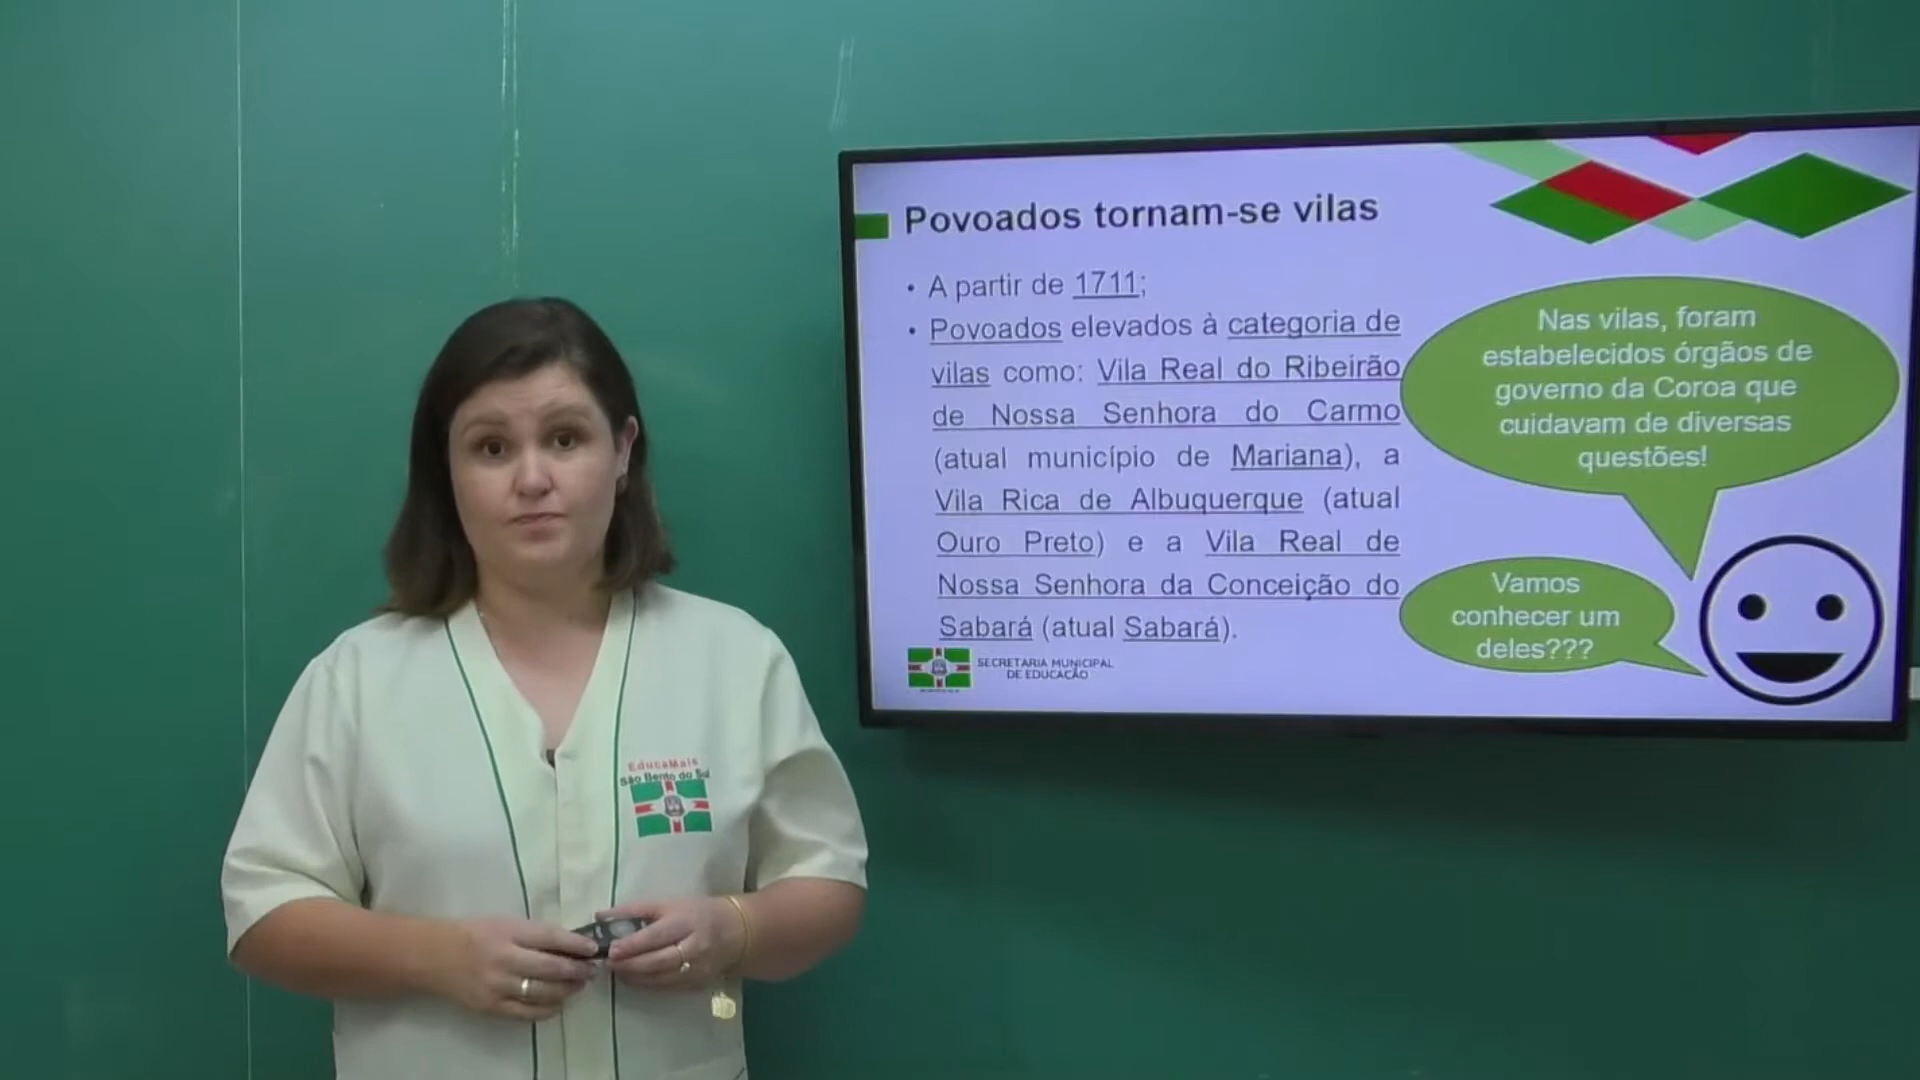 Povoados tornam-se vilas
• A partir de 1711;
• Povoados elevados à categoria de
vilas como: Vila Real do Ribeirão
de Nossa Senhora do Carmo
(atual município de Mariana), a
Vila Rica de Albuquerque (atual
Ouro Preto) e a Vila Real de
Nossa Senhora da Conceição do
Sabará (atual Sabará).
Nas vilas, foram
estabelecidos órgãos de
governo da Coroa que
cuidavam de diversas
questões!
Vamos
conhecer um
deles???
SECRETARIA MUNICIPAL
DE EDUCAÇÃO
EducaMais
São Bento do Sul